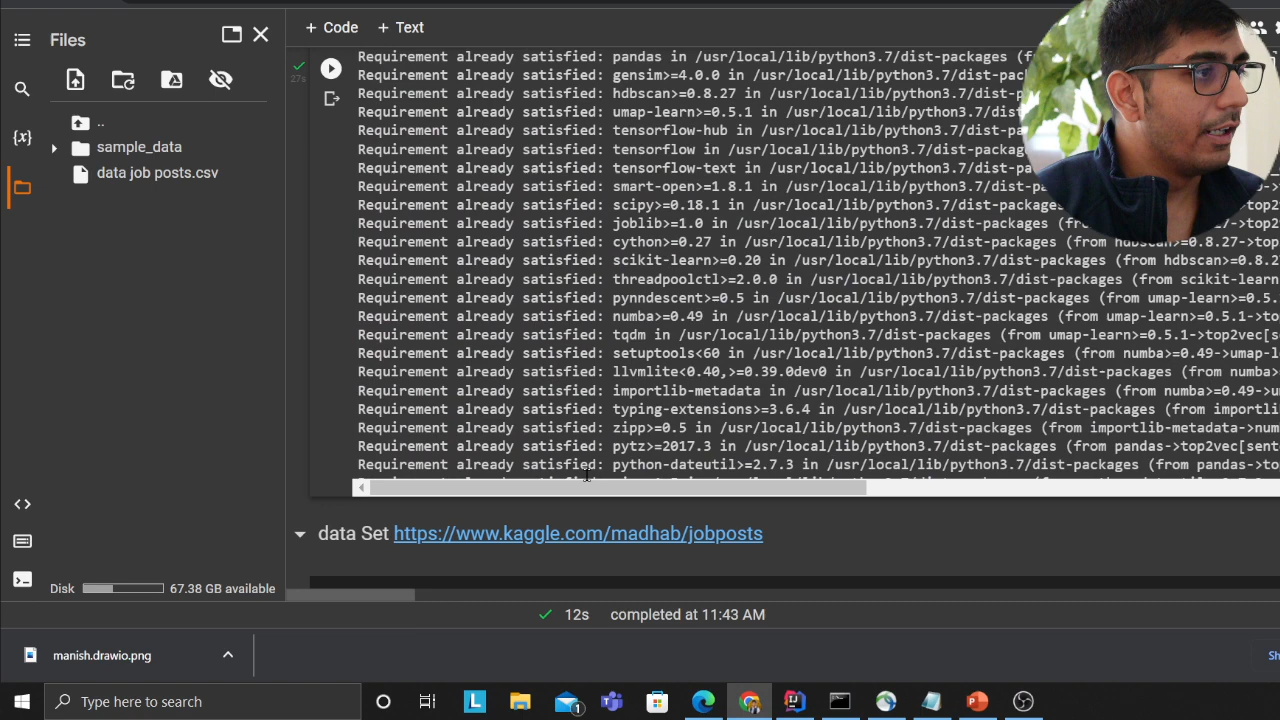 Files
+ Code + Text
..
sample_data
data job posts.csv
{x}
27s
Requirement already satisfied: pandas in /usr/local/lib/python3.7/dist-packages (
Requirement already satisfied: gensim>=4.0.0 in /usr/local/lib/python3.7/dist-pac
Requirement already satisfied: hdbscan>=0.8.27 in /usr/local/lib/python3.7/dist-
Requirement already satisfied: umap-learn>=0.5.1 in /usr/local/lib/python3.7/dist
Requirement already satisfied: tensorflow-hub in /usr/local/lib/python3.7/dist-pa
Requirement already satisfied: tensorflow in /usr/local/lib/python3.7/dist-packag
Requirement already satisfied: tensorflow-text in /usr/local/lib/python3.7/dist-p
Requirement already satisfied: smart-open>=1.8.1 in /usr/local/lib/python3.7/dist
Requirement already satisfied: scipy>=0.18.1 in /usr/local/lib/python3.7/dist-package
Requirement already satisfied: joblib>=1.0 in /usr/local/lib/python3.7/dist-packages
Requirement already satisfied: cython>=0.27 in /usr/local/lib/python3.7/dist-packages (from hdbscan>=0.8.27->top2
Requirement already satisfied: scikit-learn>=0.20 in /usr/local/lib/python3.7/dist-packages (from hdbscan>=0.8.2
Requirement already satisfied: threadpoolctl>=2.0.0 in /usr/local/lib/python3.7/dist-packages (from scikit-learn
Requirement already satisfied: pynndescent>=0.5 in /usr/local/lib/python3.7/dist-packages (from umap-learn>=0.5.
Requirement already satisfied: numba>=0.49 in /usr/local/lib/python3.7/dist-packages (from umap-learn>=0.5.1->top
Requirement already satisfied: tqdm in /usr/local/lib/python3.7/dist-packages (from umap-learn>=0.5.1->top2vec[se
Requirement already satisfied: setuptools<60 in /usr/local/lib/python3.7/dist-packages (from numba>=0.49->umap-l
Requirement already satisfied: llvmlite<0.40,>=0.39.0dev0 in /usr/local/lib/python3.7/dist-packages (from numba>
Requirement already satisfied: importlib-metadata in /usr/local/lib/python3.7/dist-packages (from numba>=0.49->u
Requirement already satisfied: typing-extensions>=3.6.4 in /usr/local/lib/python3.7/dist-packages (from importli
Requirement already satisfied: zipp>=0.5 in /usr/local/lib/python3.7/dist-packages (from importlib-metadata->num
Requirement already satisfied: pytz>=2017.3 in /usr/local/lib/python3.7/dist-packages (from pandas->top2vec[sent
Requirement already satisfied: python-dateutil>=2.7.3 in /usr/local/lib/python3.7/dist-packages (from pandas->to
data Set https://www.kaggle.com/madhab/jobposts
Disk 67.38 GB available
12s completed at 11:43 AM
manish.drawio.png
Sh
Type here to search
L
1